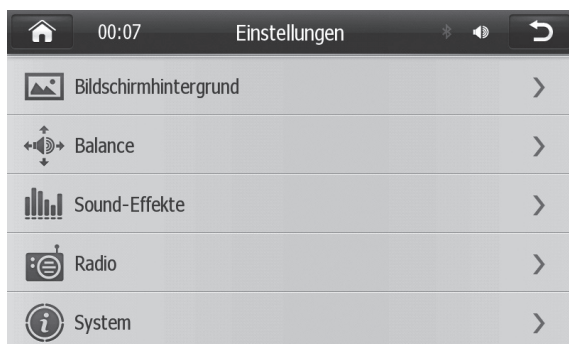 00:07 Einstellungen
Bildschirmhintergrund
Balance
Sound-Effekte
Radio
System